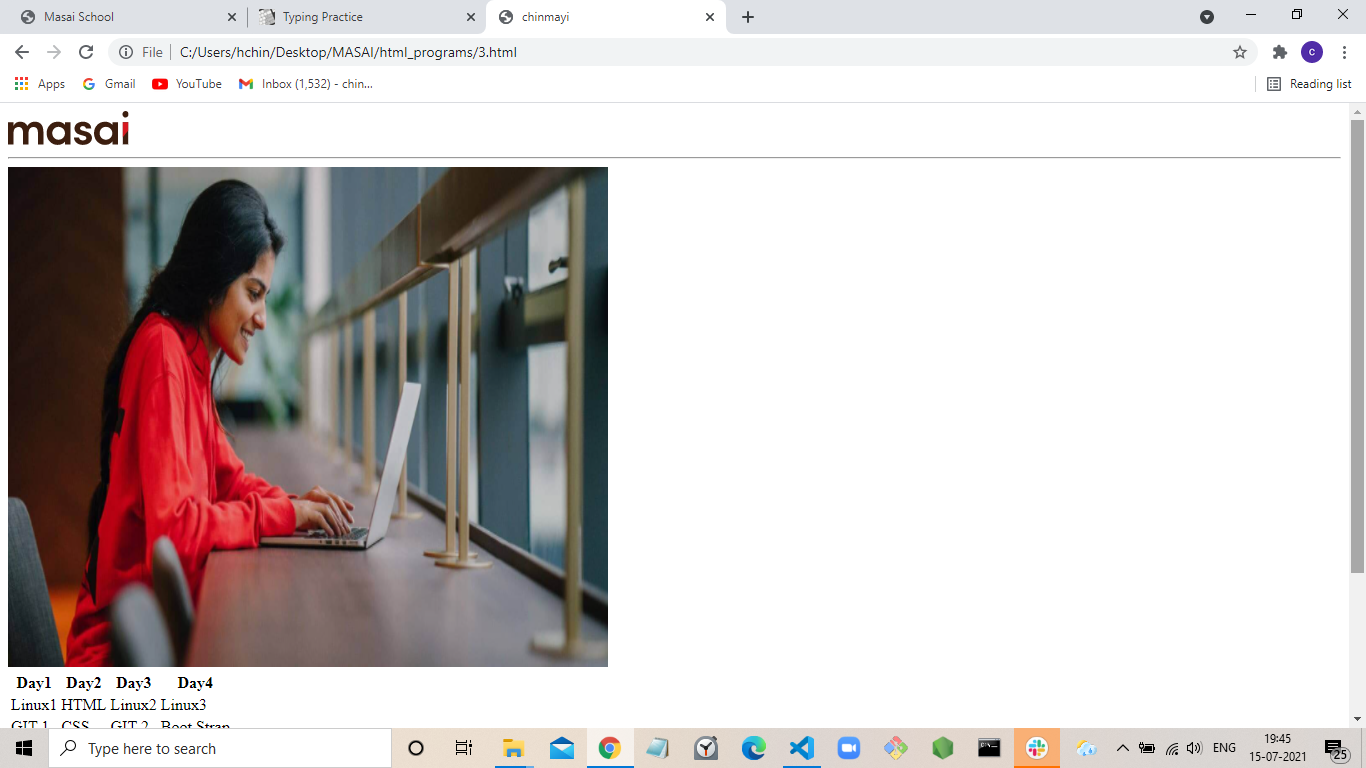 Masai School
Typing Practice
chinmayi
File
C:/Users/hchin/Desktop/MASAI/html_programs/3.html
c
Apps
Gmail
YouTube
Inbox (1,532) - chin...
Reading list
masai
Day1 Day2 Day3 Day4
Linux1 HTML Linux2 Linux3
GIT 1 CSS GIT 2 Boot Strap
Type here to search
ENG
19:45
15-07-2021
25